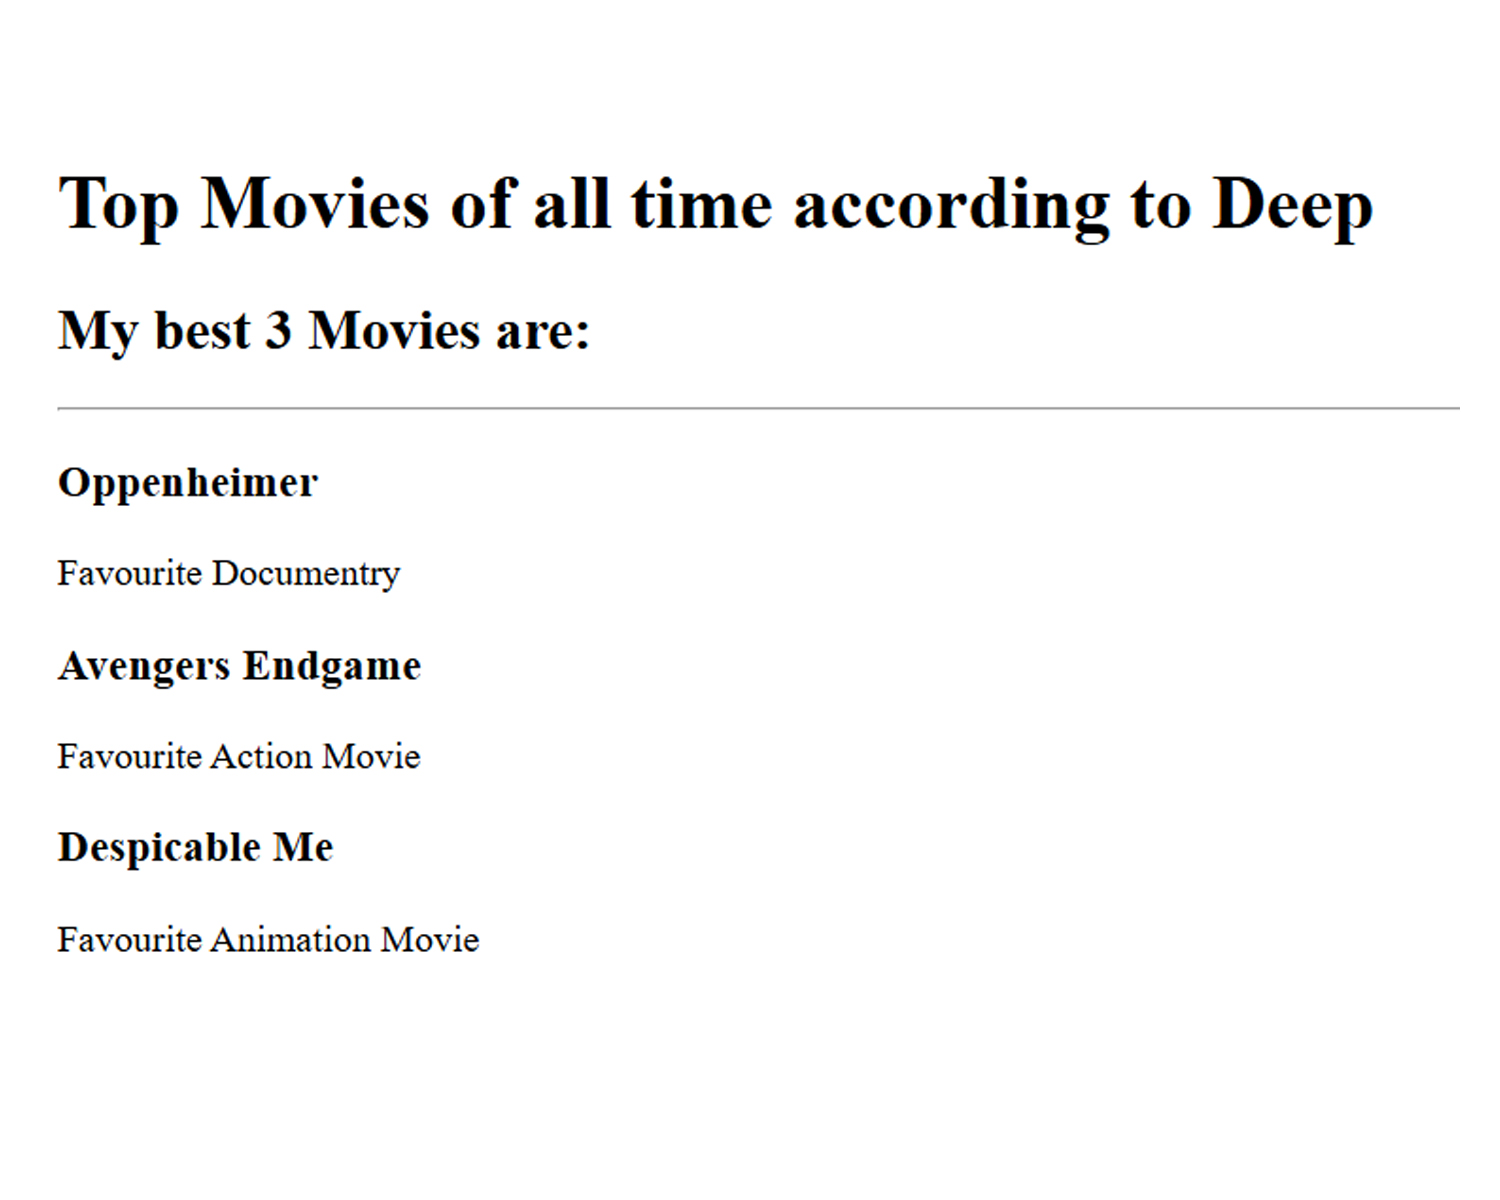 Top Movies of all time according to Deep
My best 3 Movies are:
Oppenheimer
Favourite Documentry
Avengers Endgame
Favourite Action Movie
Despicable Me
Favourite Animation Movie